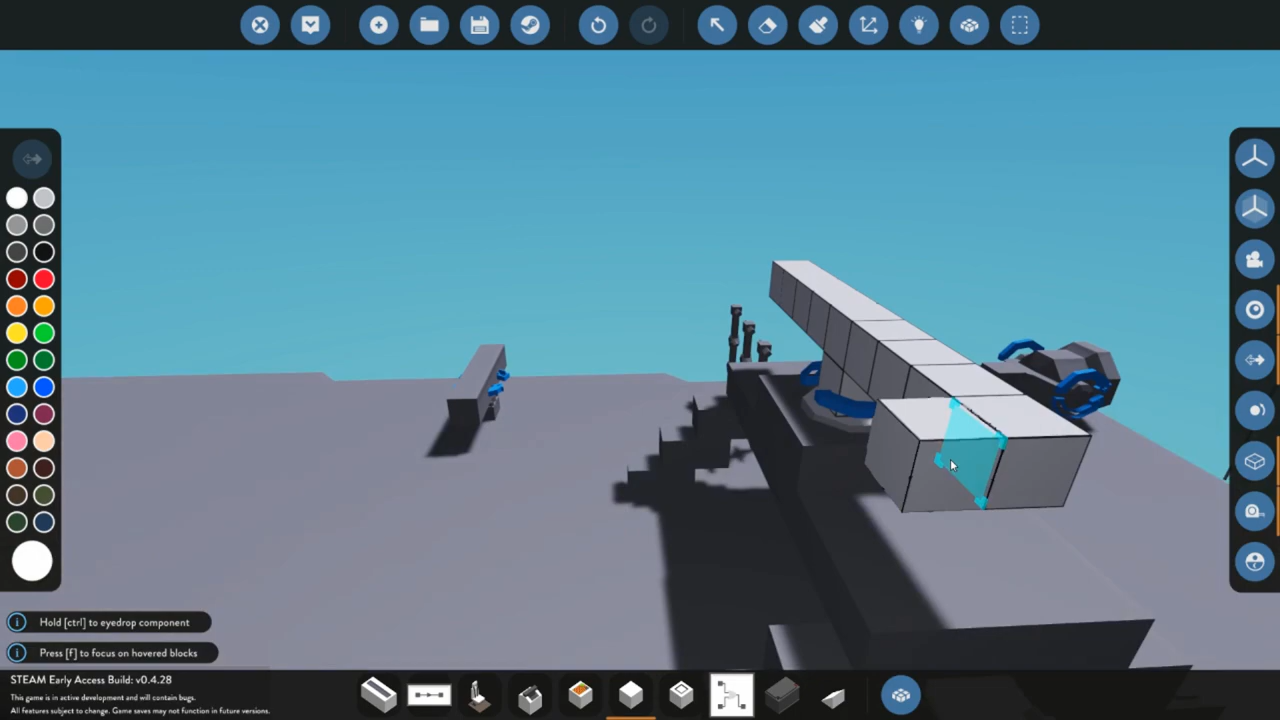 Hold [ctrl] to eyedrop component
Press [f] to focus on hovered blocks
STEAM Early Access Build: v0.4.28
This game is in active development and will contain bugs.
All features subject to change. Game saves may not function in future versions.